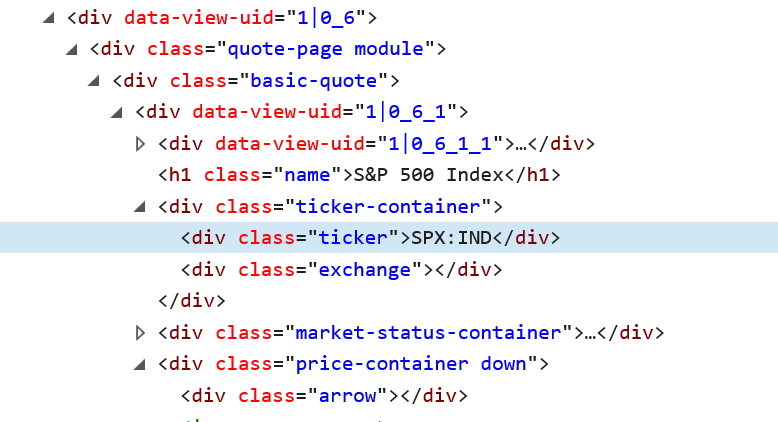 <div data-view-uid="1|0_6">
<div class="quote-page module">
<div class="basic-quote">
<div data-view-uid="1|0_6_1">
<div data-view-uid="1|0_6_1_1">…</div>
<h1 class="name">S&P 500 Index</h1>
<div class="ticker-container">
<div class="ticker">SPX:IND</div>
<div class="exchange"></div>
</div>
<div class="market-status-container">…</div>
<div class="price-container down">
<div class="arrow"></div>